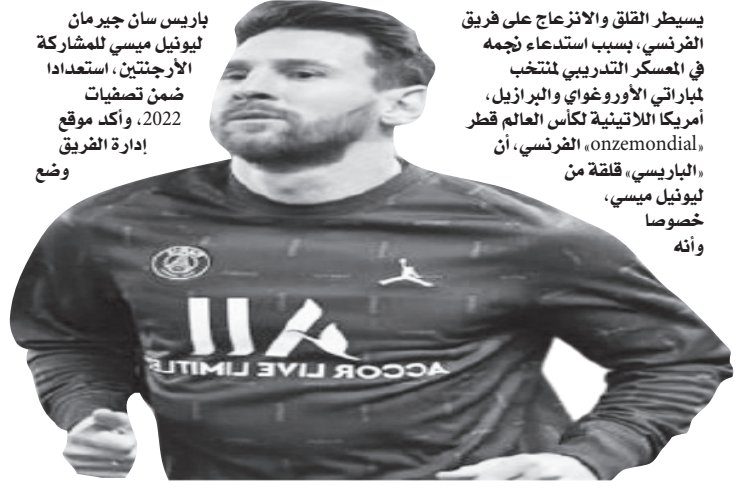 يسيطر القلق والانزعاج على فريق باريس سان جيرمان
الفرنسي، بسبب استدعاء نجمه ليونيل ميسي للمشاركة
في المعسكر التدريبي لمنتخب الأرجنتين، استعدادا
لمباراتي الأوروغواي والبرازيل، ضمن تصفيات
أمريكا اللاتينية لكأس العالم قطر 2022، وأكد موقع
«onzemondial» الفرنسي، أن إدارة الفريق
«الباريسي» قلقة من وضع
ليونيل ميسي،
خصوصا
وأنه
ALL
ACCOR LIVE LIMITL